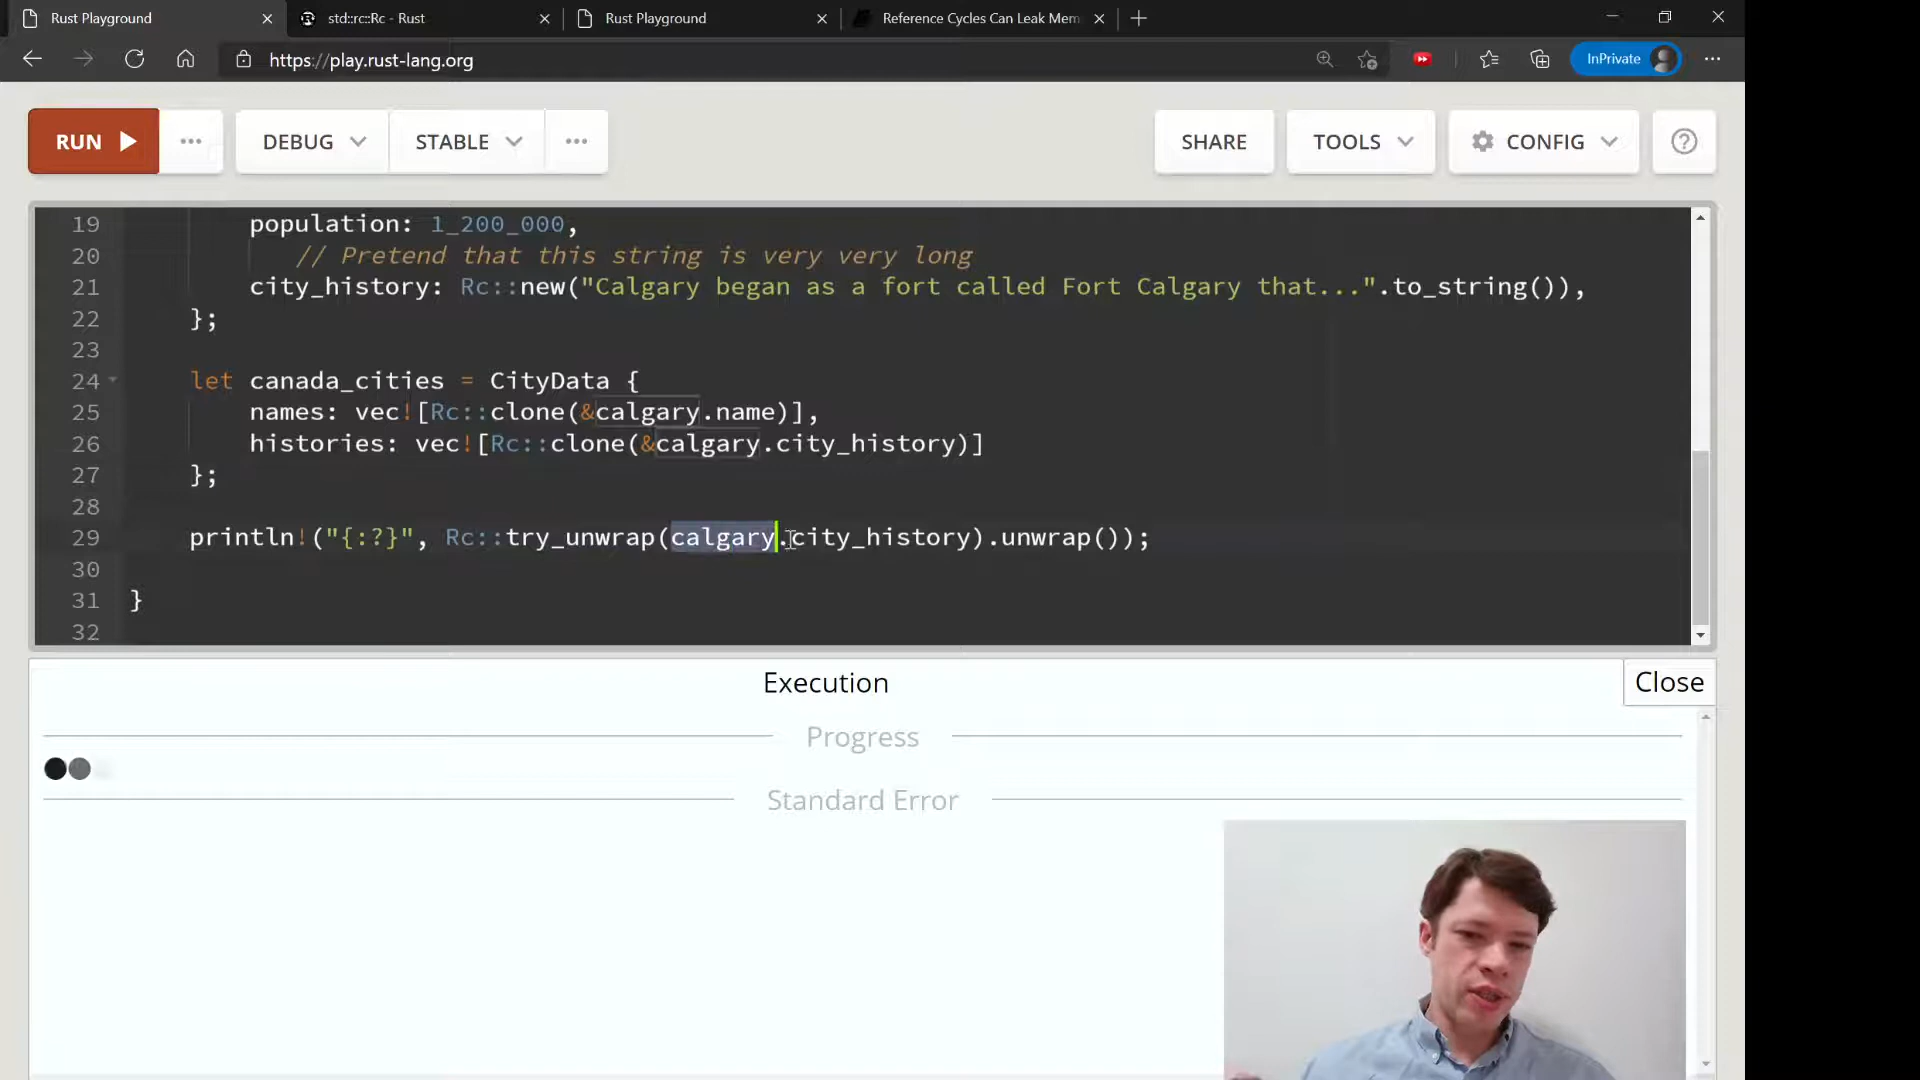 Rust Playground
std::rc::Rc - Rust
Rust Playground
Reference Cycles Can Leak Mem
https://play.rust-lang.org
InPrivate
RUN
DEBUG
STABLE
SHARE
TOOLS
CONFIG
19 population: 1_200_000,
20 // Pretend that this string is very very long
21 city_history: Rc::new("Calgary began as a fort called Fort Calgary that...".to_string()),
22 };
23
24 let canada_cities = CityData {
25 names: vec![Rc::clone(&calgary.name)],
26 histories: vec![Rc::clone(&calgary.city_history)]
27 };
28
29 println!("{:?}", Rc::try_unwrap(calgary.city_history).unwrap());
30
31 }
32
Execution
Close
Progress
Standard Error